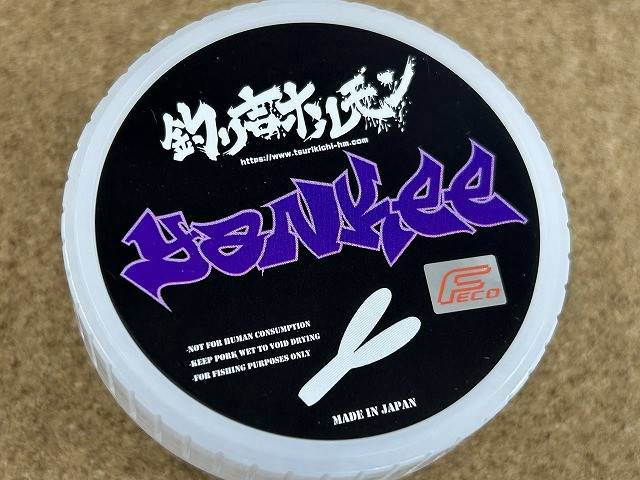 釣り吉ホルモン
https://www.tsurikichi-hm.com
YANKEE
FECO
-NOT FOR HUMAN CONSUMPTION
-KEEP PORK WET TO VOID DRYING
-FOR FISHING PURPOSES ONLY
MADE IN JAPAN